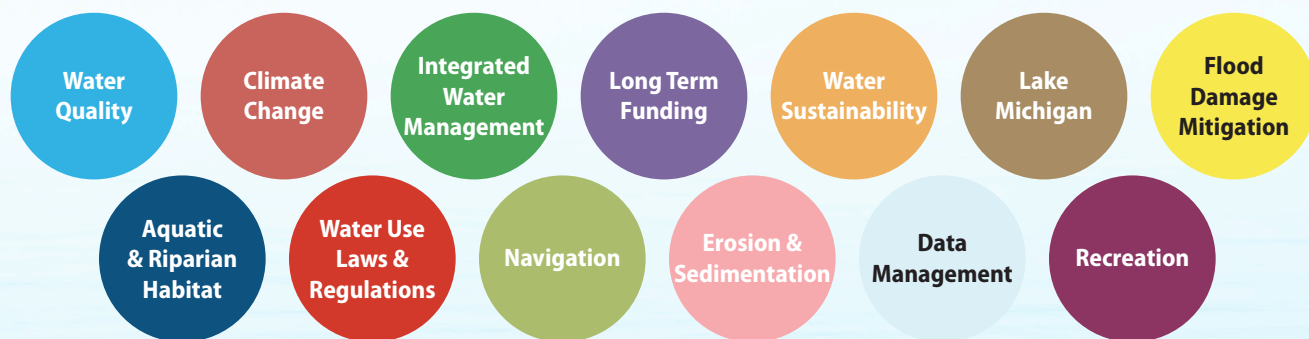 Water
Quality
Climate
Change
Integrated
Water
Management
Long Term
Funding
Water
Sustainability
Lake
Michigan
Flood
Damage
Mitigation
Aquatic
& Riparian
Habitat
Water Use
Laws &
Regulations
Navigation
Erosion &
Sedimentation
Data
Management
Recreation